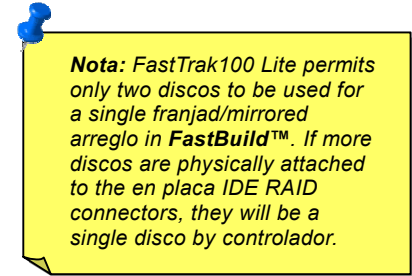 Nota: FastTrak100 Lite permits
only two discos to be used for
a single franjad/mirrored
arreglo in FastBuild™. If more
discos are physically attached
to the en placa IDE RAID
connectors, they will be a
single disco by controlador.